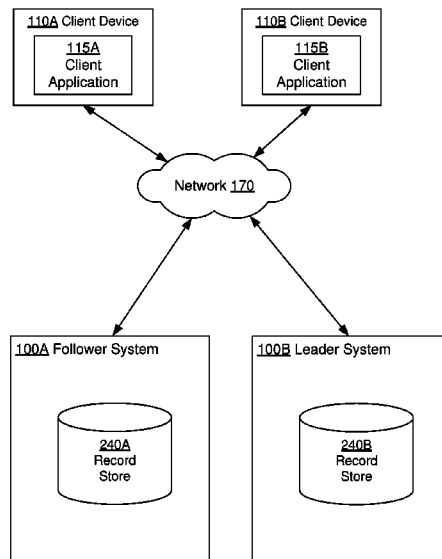 110A Client Device
115A
Client
Application
110B Client Device
115B
Client
Application
Network 170
100A Follower System
240A
Record
Store
100B Leader System
240B
Record
Store